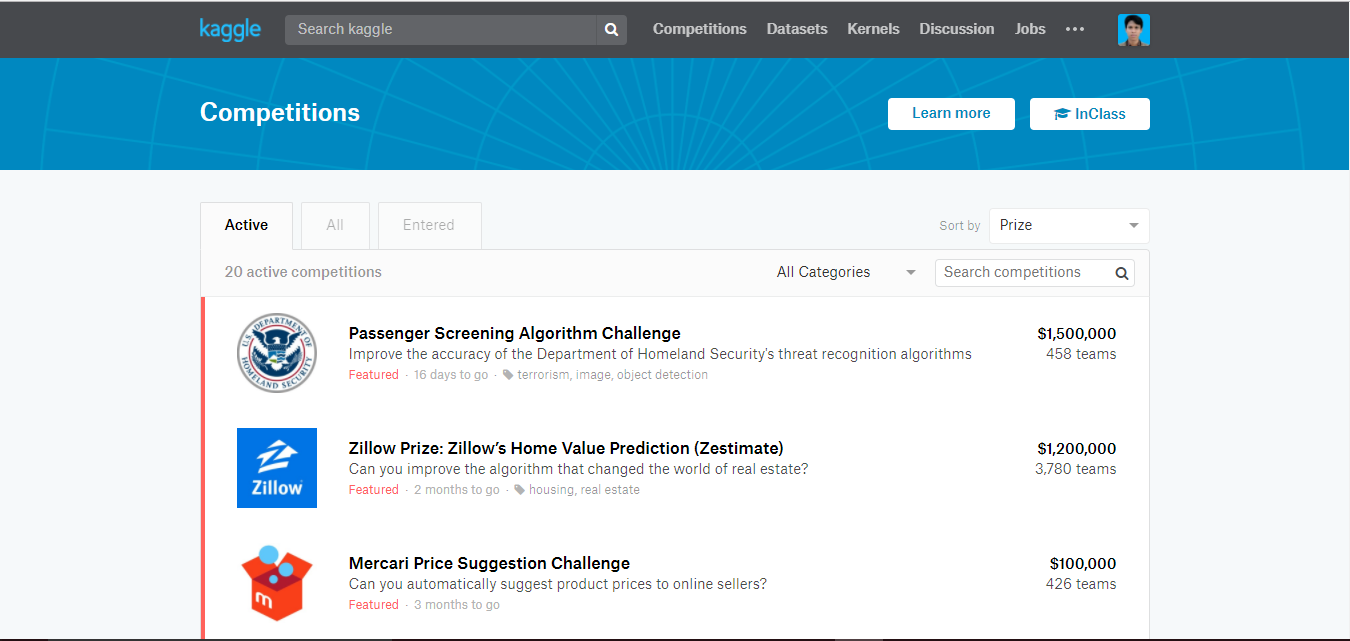 kaggle
Search kaggle
Competitions Datasets Kernels Discussion Jobs
Competitions
Learn more
InClass
Active All Entered
Sort by Prize
20 active competitions
All Categories
Search competitions
U.S. DEPARTMENT OF HOMELAND SECURITY
Passenger Screening Algorithm Challenge $1,500,000
Improve the accuracy of the Department of Homeland Security's threat recognition algorithms 458 teams
Featured · 16 days to go · terrorism, image, object detection
Zillow
Zillow Prize: Zillow’s Home Value Prediction (Zestimate) $1,200,000
Can you improve the algorithm that changed the world of real estate? 3,780 teams
Featured · 2 months to go · housing, real estate
m
Mercari Price Suggestion Challenge $100,000
Can you automatically suggest product prices to online sellers? 426 teams
Featured · 3 months to go